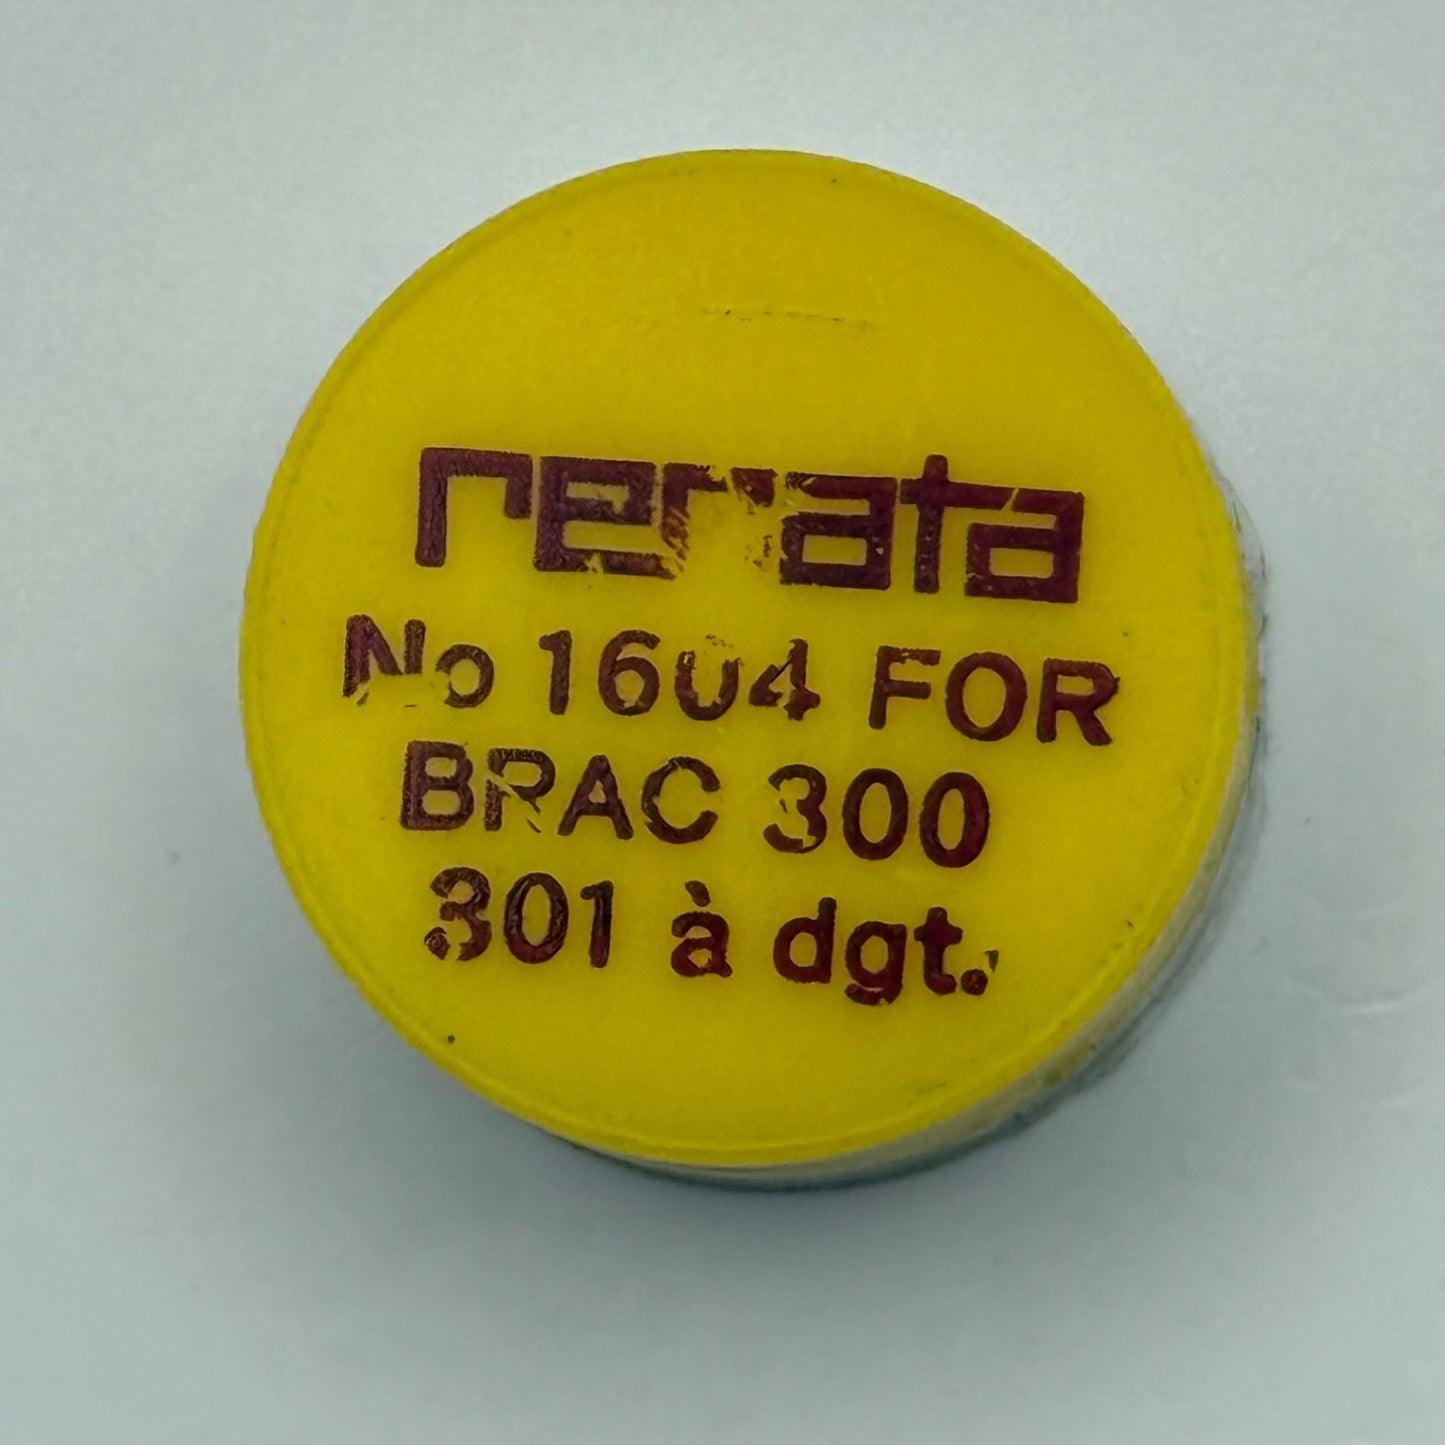 renata
No 1604 FOR
BRAC 300
301 à dgt.